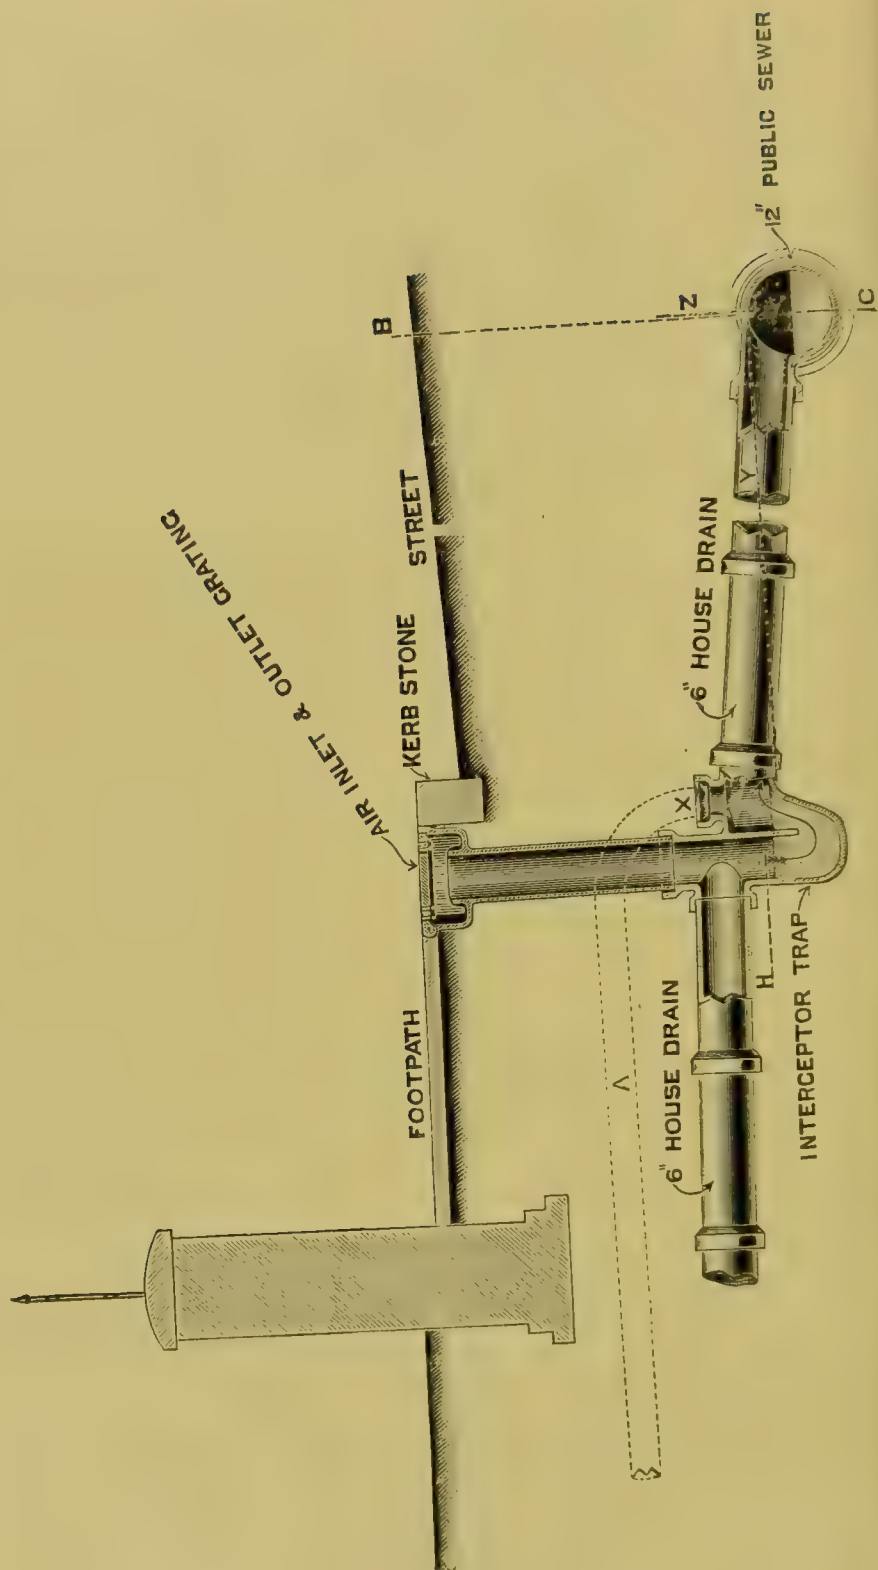 AIR INLET & OUTLET GRATING
KERB STONE
STREET
FOOTPATH
B
Z
12" PUBLIC SEWER
C
Y
6" HOUSE DRAIN
X
V
6" HOUSE DRAIN
H
INTERCEPTOR TRAP